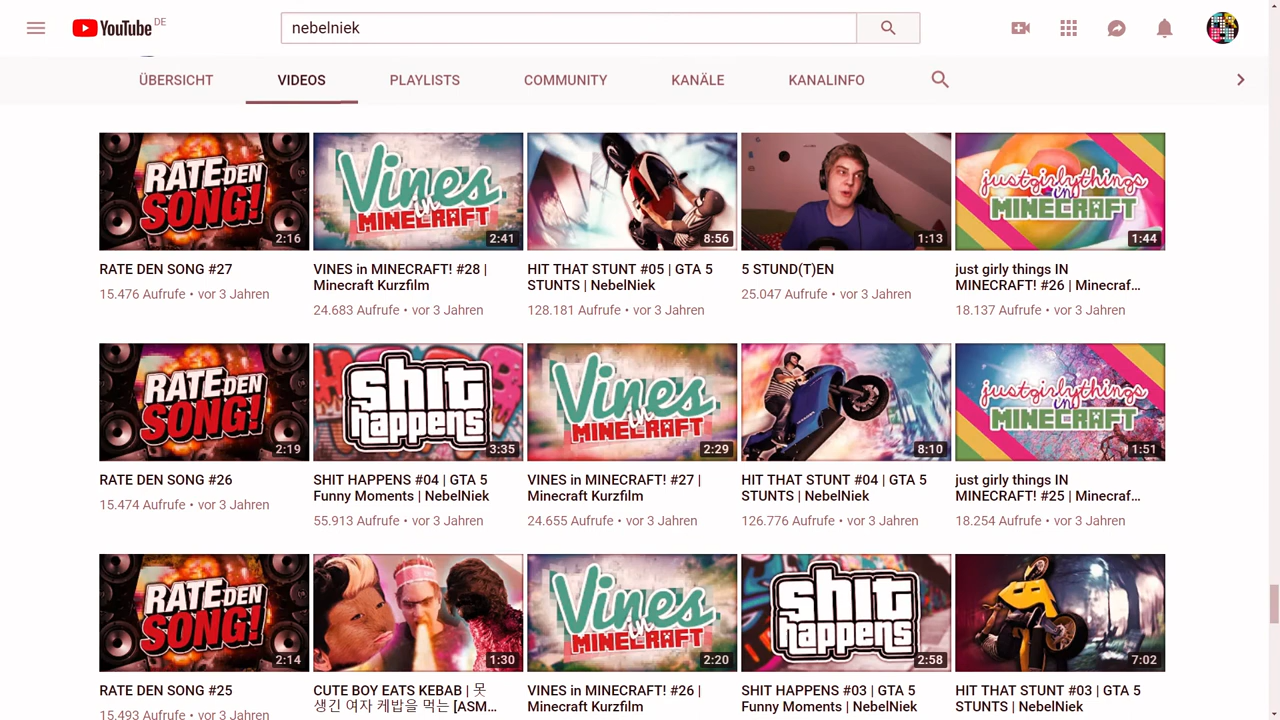 YouTube DE
nebelniek
ÜBERSICHT
VIDEOS
PLAYLISTS
COMMUNITY
KANÄLE
KANALINFO
RATE DEN
SONG!
2:16
Vines
in
MINECRAFT
2:41
8:56
1:13
justgirlythings
in
MINECRAFT
1:44
RATE DEN SONG #27
15.476 Aufrufe • vor 3 Jahren
VINES in MINECRAFT! #28 |
Minecraft Kurzfilm
24.683 Aufrufe • vor 3 Jahren
HIT THAT STUNT #05 | GTA 5
STUNTS | NebelNiek
128.181 Aufrufe • vor 3 Jahren
5 STUND(T)EN
25.047 Aufrufe • vor 3 Jahren
just girly things IN
MINECRAFT! #26 | Minecraf...
18.137 Aufrufe • vor 3 Jahren
RATE DEN
SONG!
2:19
shit
happens
3:35
Vines
in
MINECRAFT
2:29
8:10
justgirlythings
in
MINECRAFT
1:51
RATE DEN SONG #26
15.474 Aufrufe • vor 3 Jahren
SHIT HAPPENS #04 | GTA 5
Funny Moments | NebelNiek
55.913 Aufrufe • vor 3 Jahren
VINES in MINECRAFT! #27 |
Minecraft Kurzfilm
24.655 Aufrufe • vor 3 Jahren
HIT THAT STUNT #04 | GTA 5
STUNTS | NebelNiek
126.776 Aufrufe • vor 3 Jahren
just girly things IN
MINECRAFT! #25 | Minecraf...
18.254 Aufrufe • vor 3 Jahren
RATE DEN
SONG!
2:14
1:30
Vines
in
MINECRAFT
2:20
shit
happens
2:58
7:02
RATE DEN SONG #25
15.493 Aufrufe • vor 3 Jahren
CUTE BOY EATS KEBAB | 못
생긴 여자 케밥을 먹는 [ASM...
VINES in MINECRAFT! #26 |
Minecraft Kurzfilm
SHIT HAPPENS #03 | GTA 5
Funny Moments | NebelNiek
HIT THAT STUNT #03 | GTA 5
STUNTS | NebelNiek